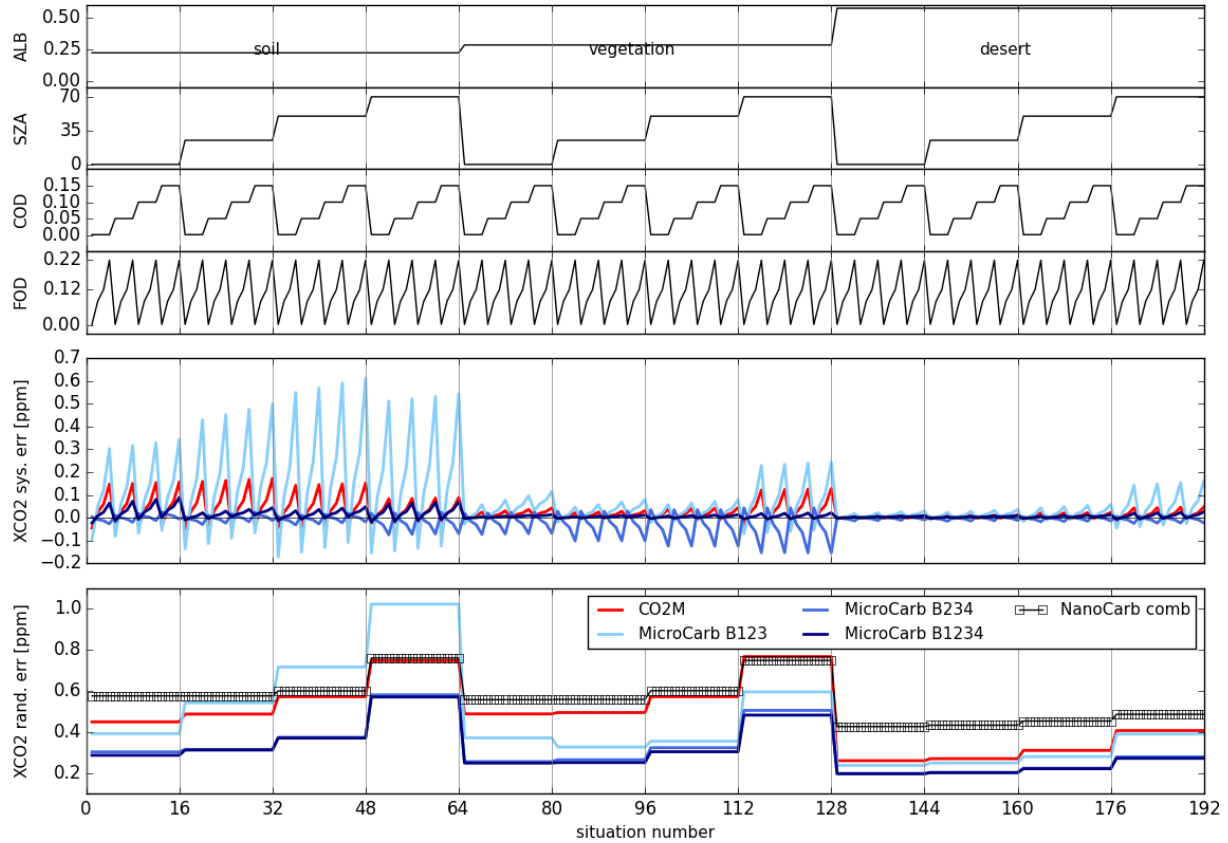 0.50
0.25
0.00
ALB
soil
vegetation
desert
70
35
0
SZA
0.15
0.10
0.05
0.00
COD
0.22
0.12
0.00
FOD
0.7
0.6
0.5
0.4
0.3
0.2
0.1
0.0
−0.1
−0.2
XCO2 sys. err [ppm]
1.0
0.8
0.6
0.4
0.2
XCO2 rand. err [ppm]
CO2M
MicroCarb B123
MicroCarb B234
MicroCarb B1234
NanoCarb comb
0 16 32 48 64 80 96 112 128 144 160 176 192
situation number